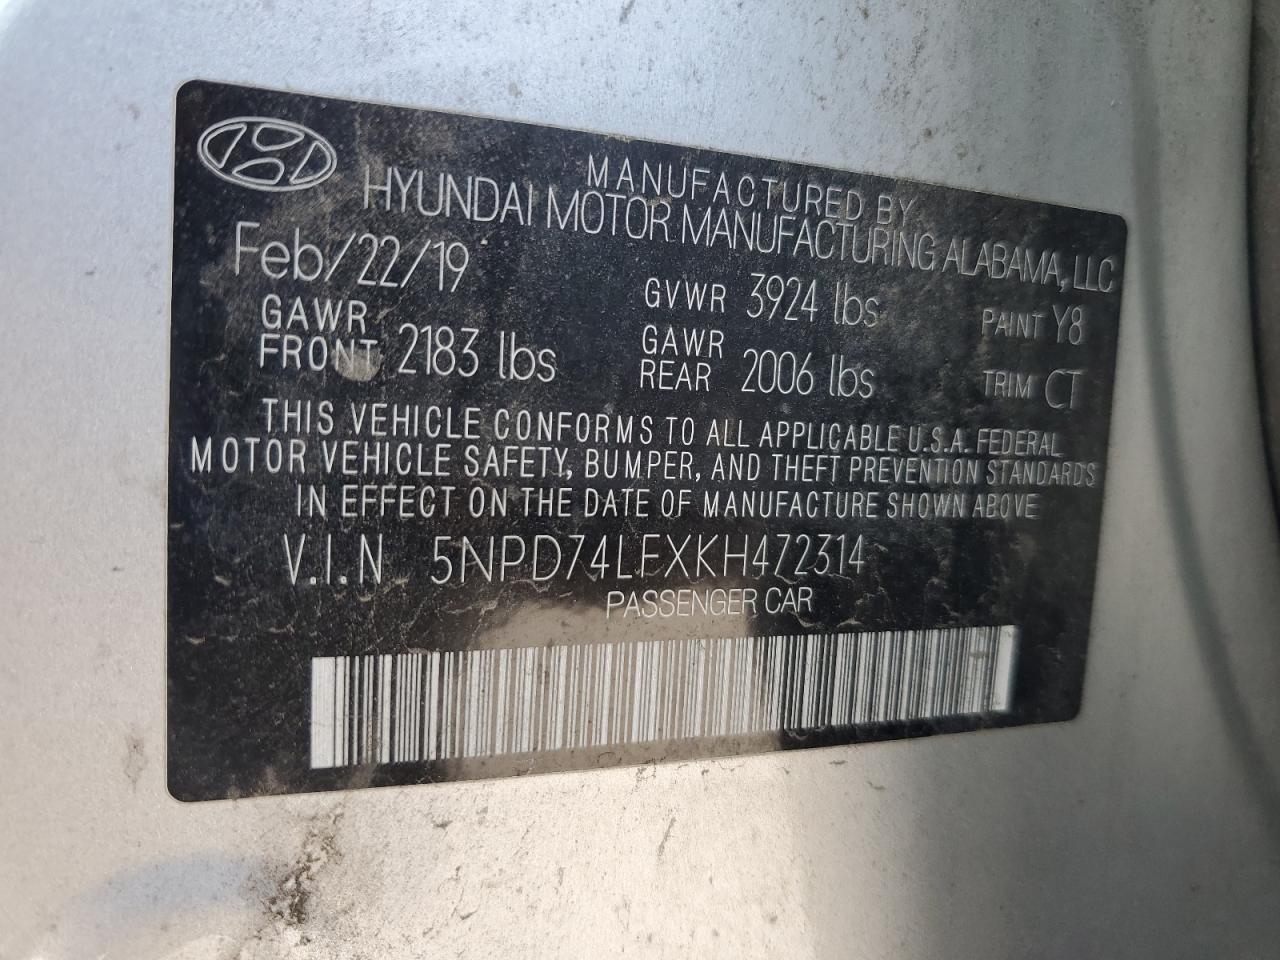 MANUFACTURED BY
HYUNDAI MOTOR MANUFACTURING ALABAMA, LLC
Feb/22/19 GVWR 3924 lbs PAINT Y8
GAWR FRONT 2183 lbs GAWR REAR 2006 lbs TRIM CT
THIS VEHICLE CONFORMS TO ALL APPLICABLE U.S.A. FEDERAL
MOTOR VEHICLE SAFETY, BUMPER, AND THEFT PREVENTION STANDARDS
IN EFFECT ON THE DATE OF MANUFACTURE SHOWN ABOVE
V.I.N 5NPD74LFXKH472314
PASSENGER CAR